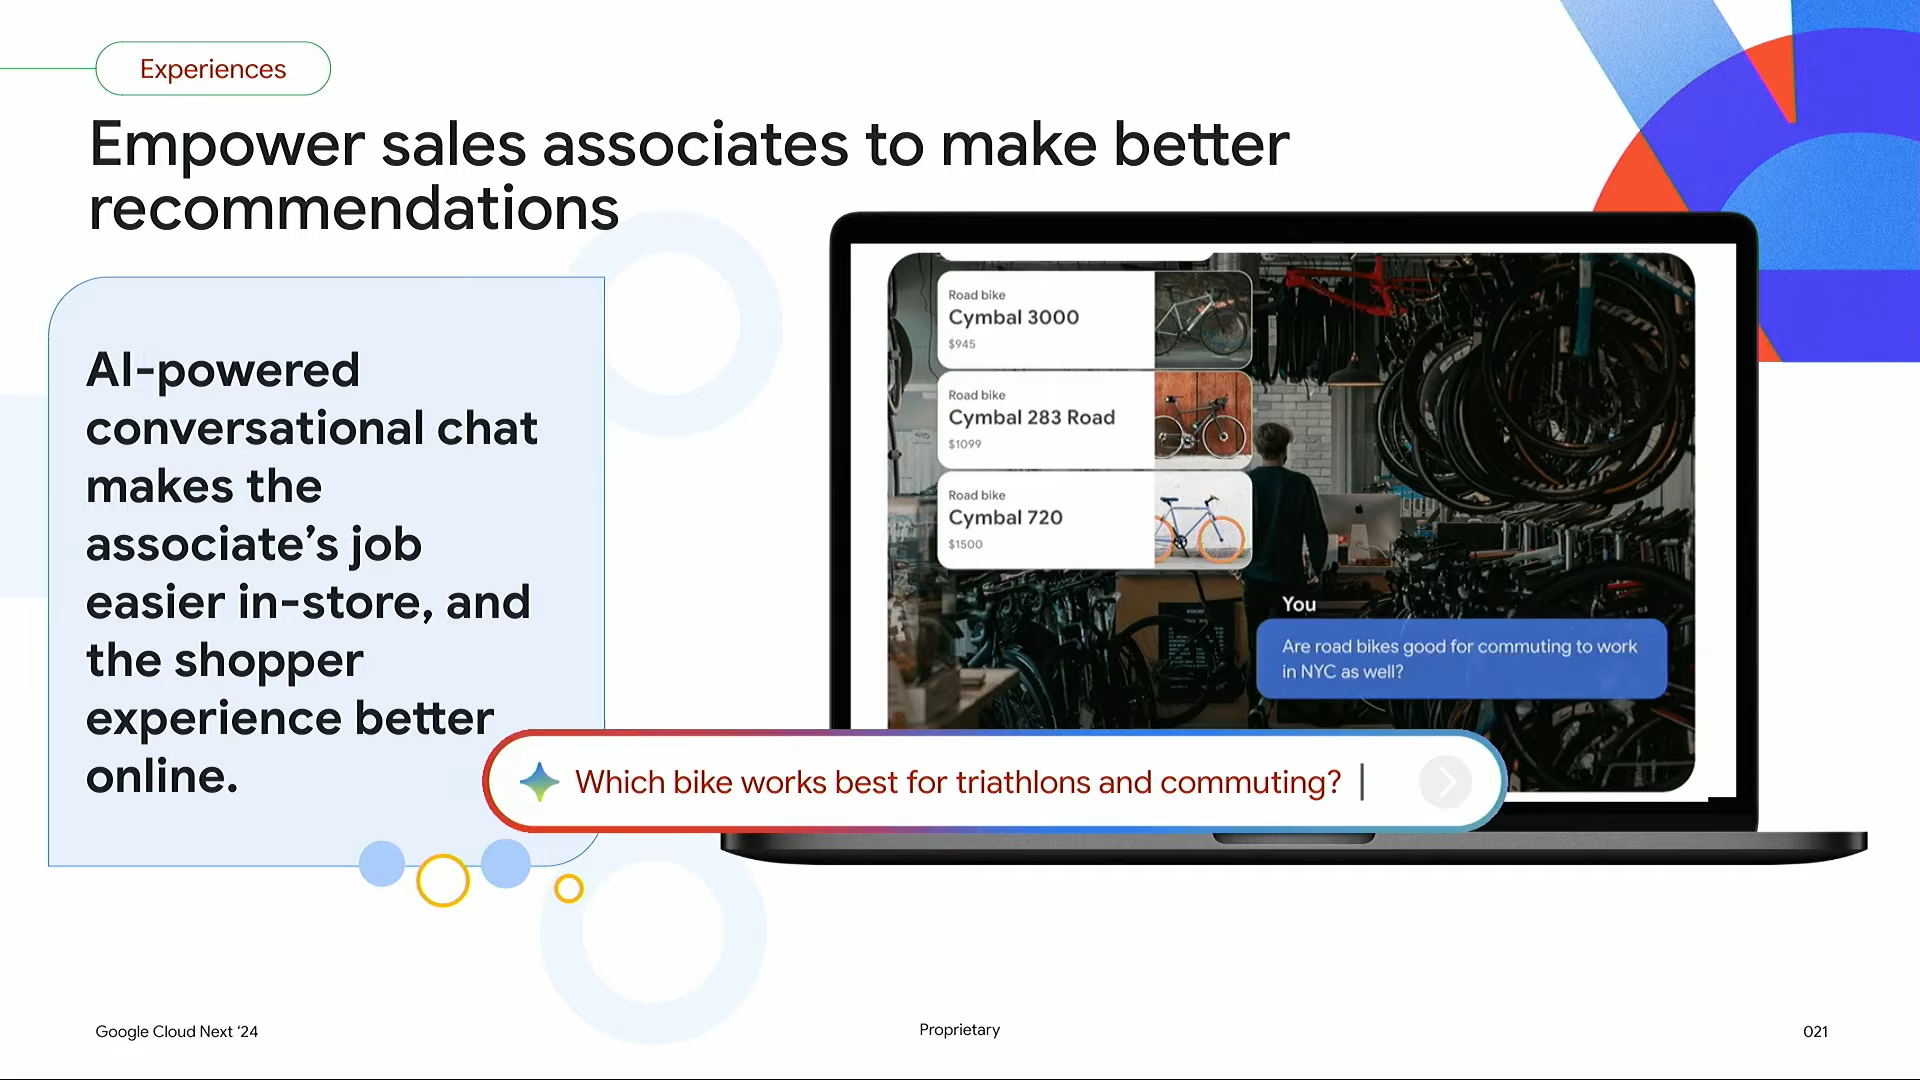 Experiences
Empower sales associates to make better
recommendations
AI-powered
conversational chat
makes the
associate’s job
easier in-store, and
the shopper
experience better
online.
Road bike
Cymbal 3000
$945
Road bike
Cymbal 283 Road
$1099
Road bike
Cymbal 720
$1500
You
Are road bikes good for commuting to work
in NYC as well?
Which bike works best for triathlons and commuting?
Google Cloud Next ‘24
Proprietary
021